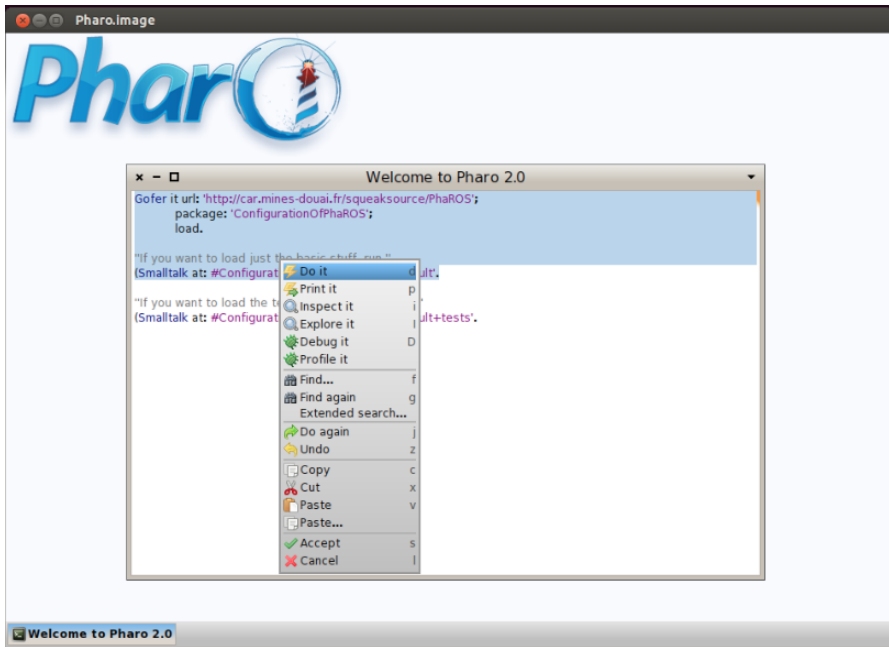 Pharo.image
Pharo
Welcome to Pharo 2.0
Gofer it url: 'http://car.mines-douai.fr/squeaksource/PhaROS';
package: 'ConfigurationOfPhaROS';
load.
"If you want to load just the basic stuff, run "
(Smalltalk at: #Configurat ult'.
"If you want to load the te "
(Smalltalk at: #Configurat ult+tests'.
Do it d
Print it p
Inspect it i
Explore it I
Debug it D
Profile it
Find... f
Find again g
Extended search...
Do again j
Undo z
Copy c
Cut x
Paste v
Paste...
Accept s
Cancel l
Welcome to Pharo 2.0